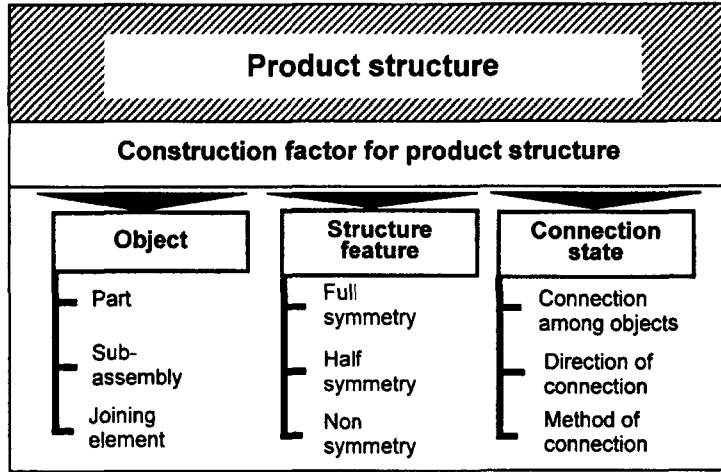 Product structure
Construction factor for product structure
Object
Part
Sub-
assembly
Joining
element
Structure
feature
Full
symmetry
Half
symmetry
Non
symmetry
Connection
state
Connection
among objects
Direction of
connection
Method of
connection